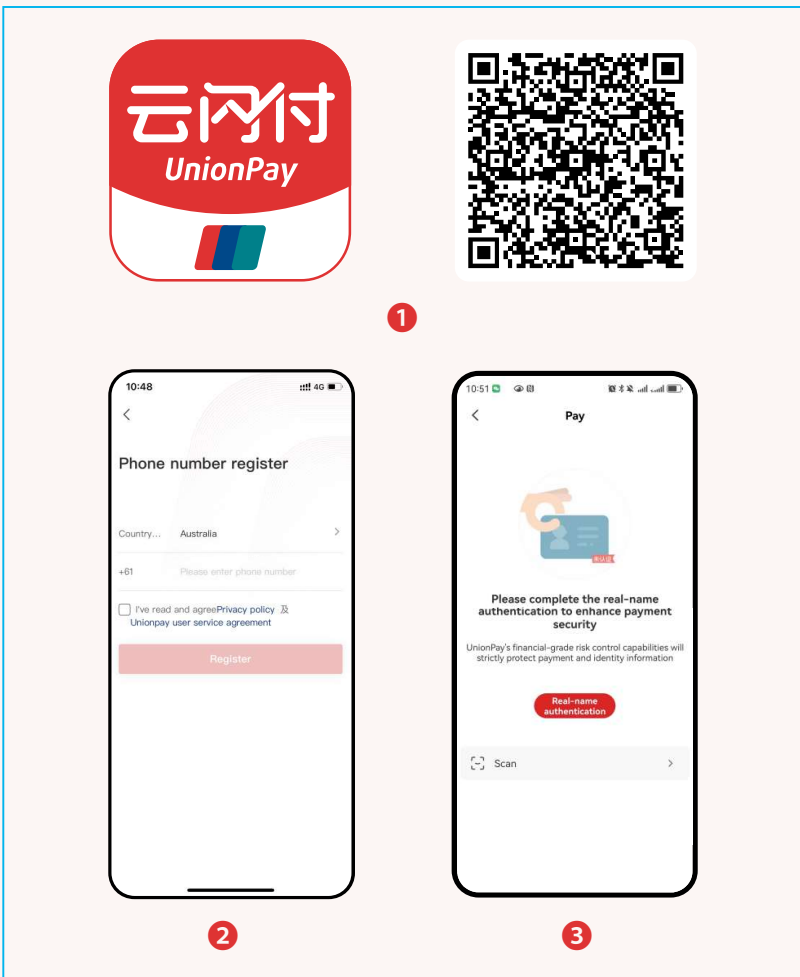 云闪付
UnionPay
1
10:48
4G
Phone number register
Country... Australia
+61 Please enter phone number
I've read and agreePrivacy policy 及
Unionpay user service agreement
Register
2
10:51
Pay
未认证
Please complete the real-name
authentication to enhance payment
security
UnionPay's financial-grade risk control capabilities will
strictly protect payment and identity information
Real-name
authentication
Scan
3